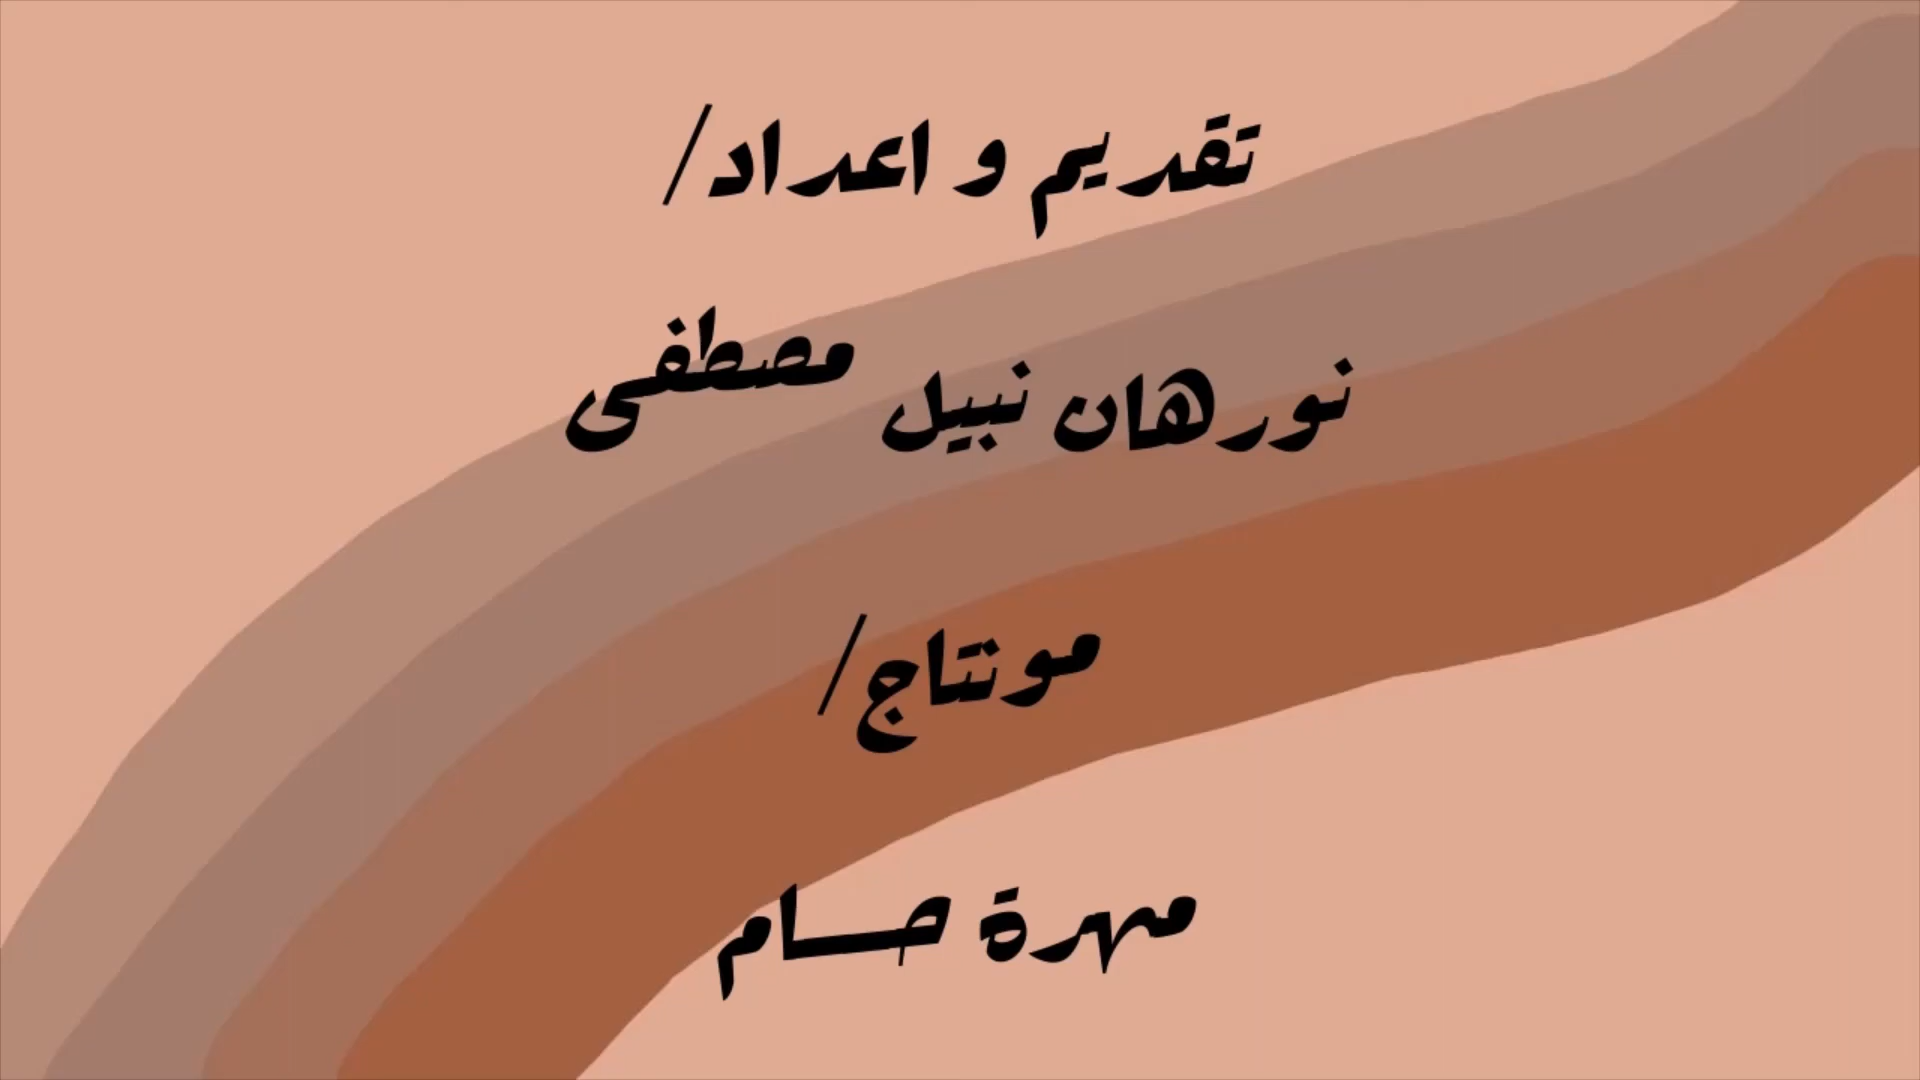 تقديم و اعداد/
نورهان نبيل مصطفى
مونتاج/
مهرة حسام